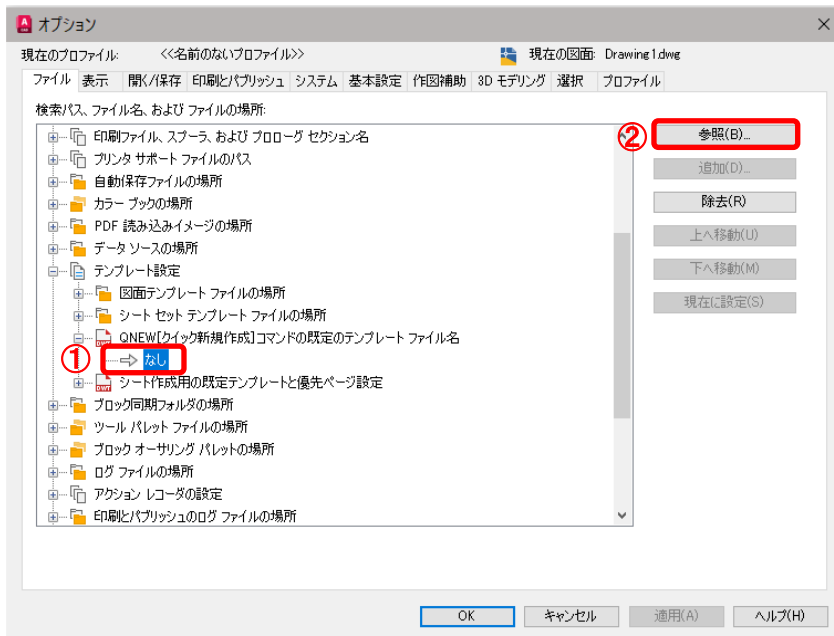 オプション
現在のプロファイル: <<名前のないプロファイル>> 現在の図面: Drawing1.dwg
ファイル 表示 開く/保存 印刷とパブリッシュ システム 基本設定 作図補助 3D モデリング 選択 プロファイル
検索パス、ファイル名、および ファイルの場所:
印刷ファイル、スプーラ、および プロローグ セクション名
プリンタ サポート ファイルのパス
自動保存ファイルの場所
カラー ブックの場所
PDF 読み込みイメージの場所
データ ソースの場所
テンプレート設定
図面テンプレート ファイルの場所
シート セット テンプレート ファイルの場所
QNEW[クイック新規作成]コマンドの既定のテンプレート ファイル名
① なし
シート作成用の既定テンプレートと優先ページ設定
ブロック同期フォルダの場所
ツール パレット ファイルの場所
ブロック オーサリング パレットの場所
ログ ファイルの場所
アクション レコーダの設定
印刷とパブリッシュのログ ファイルの場所
② 参照(B)...
追加(D)...
除去(R)
上へ移動(U)
下へ移動(M)
現在に設定(S)
OK キャンセル 適用(A) ヘルプ(H)